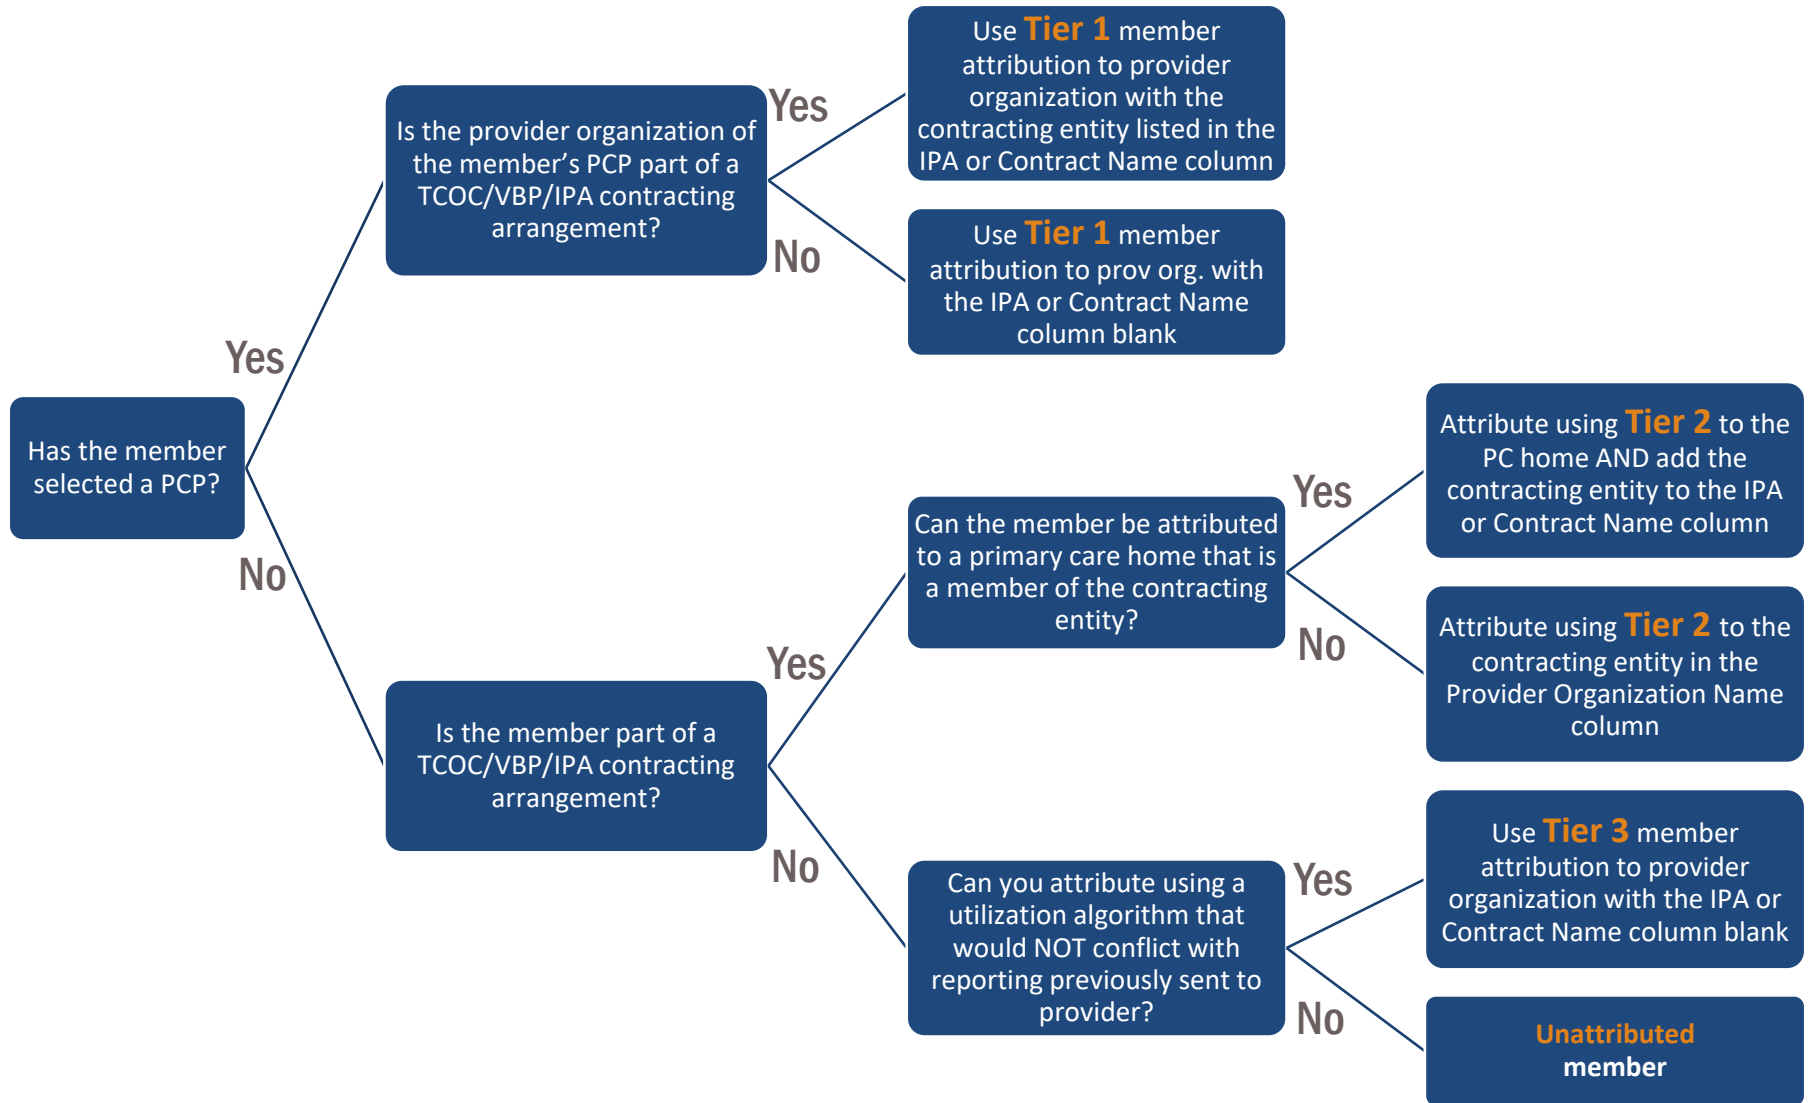 Has the member
selected a PCP?
Yes
No
Is the provider organization of
the member’s PCP part of a
TCOC/VBP/IPA contracting
arrangement?
Yes
No
Use Tier 1 member
attribution to provider
organization with the
contracting entity listed in the
IPA or Contract Name column
Use Tier 1 member
attribution to prov org. with
the IPA or Contract Name
column blank
Is the member part of a
TCOC/VBP/IPA contracting
arrangement?
Yes
No
Can the member be attributed
to a primary care home that is
a member of the contracting
entity?
Yes
No
Attribute using Tier 2 to the
PC home AND add the
contracting entity to the IPA
or Contract Name column
Attribute using Tier 2 to the
contracting entity in the
Provider Organization Name
column
Can you attribute using a
utilization algorithm that
would NOT conflict with
reporting previously sent to
provider?
Yes
No
Use Tier 3 member
attribution to provider
organization with the IPA or
Contract Name column blank
Unattributed
member